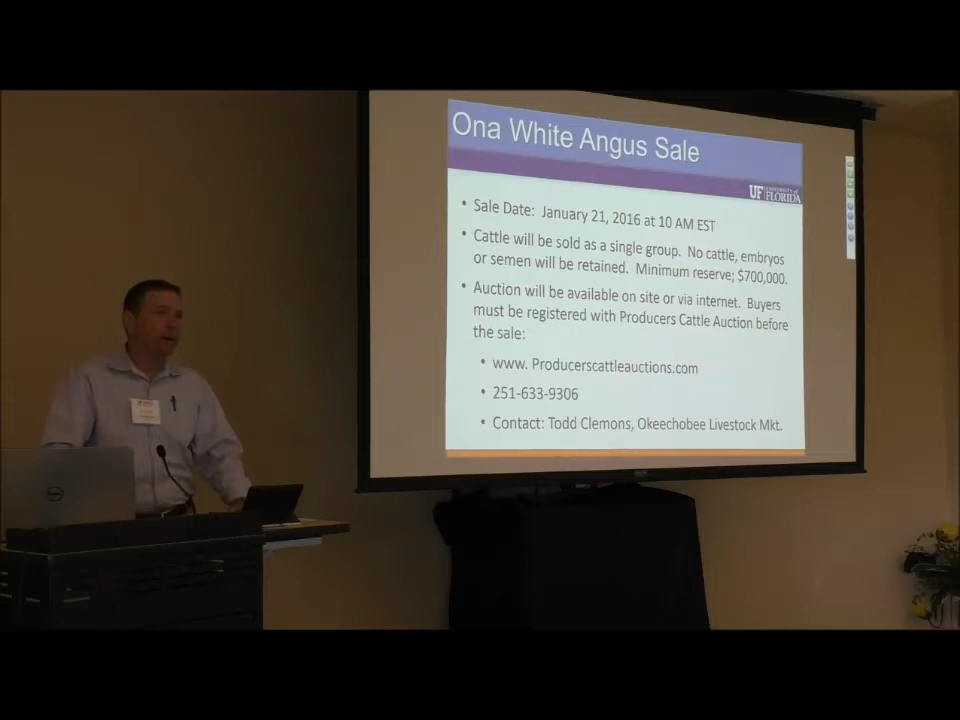 Ona White Angus Sale
UF UNIVERSITY of
FLORIDA
• Sale Date: January 21, 2016 at 10 AM EST
• Cattle will be sold as a single group. No cattle, embryos
or semen will be retained. Minimum reserve; $700,000.
• Auction will be available on site or via internet. Buyers
must be registered with Producers Cattle Auction before
the sale:
• www. Producerscattleauctions.com
• 251-633-9306
• Contact: Todd Clemons, Okeechobee Livestock Mkt.
DELL